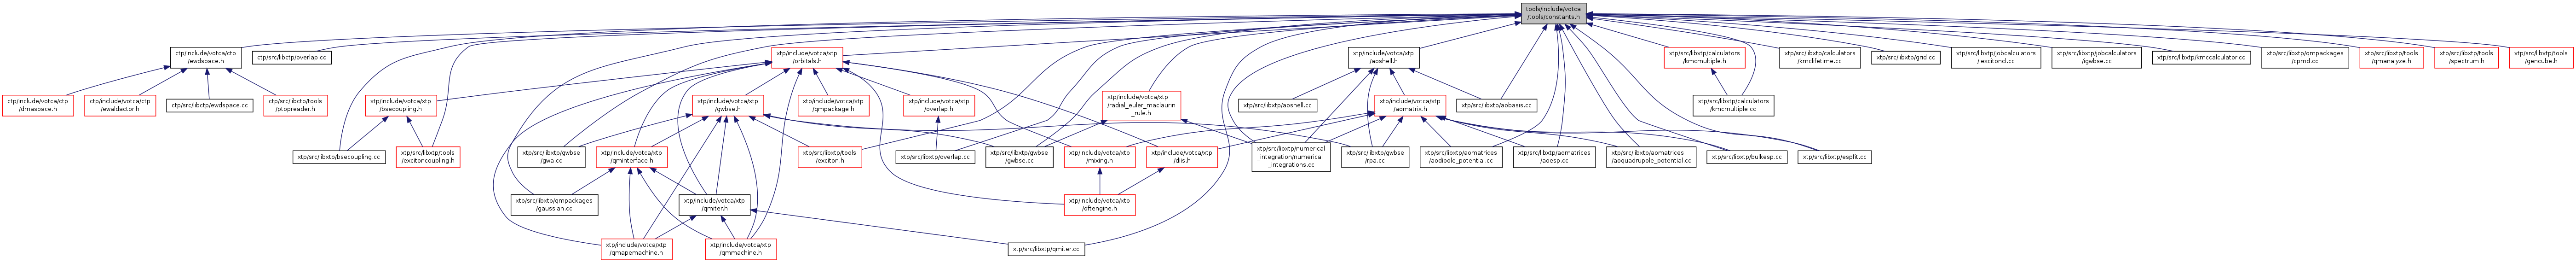 tools/include/votca
/tools/constants.h
ctp/include/votca/ctp
/ewdspace.h
ctp/src/libctp/overlap.cc
xtp/include/votca/xtp
/orbitals.h
xtp/include/votca/xtp
/aoshell.h
xtp/src/libxtp/calculators
/kmcmultiple.h
xtp/src/libxtp/calculators
/kmclifetime.cc
xtp/src/libxtp/grid.cc
xtp/src/libxtp/jobcalculators
/iexcitoncl.cc
xtp/src/libxtp/jobcalculators
/igwbse.cc
xtp/src/libxtp/kmccalculator.cc
xtp/src/libxtp/qmpackages
/cpmd.cc
xtp/src/libxtp/tools
/qmanalyze.h
xtp/src/libxtp/tools
/spectrum.h
xtp/src/libxtp/tools
/gencube.h
ctp/include/votca/ctp
/dmaspace.h
ctp/include/votca/ctp
/ewaldactor.h
ctp/src/libctp/ewdspace.cc
ctp/src/libctp/tools
/ptopreader.h
xtp/include/votca/xtp
/bsecoupling.h
xtp/include/votca/xtp
/gwbse.h
xtp/include/votca/xtp
/qmpackage.h
xtp/include/votca/xtp
/overlap.h
xtp/include/votca/xtp
/radial_euler_maclaurin
_rule.h
xtp/src/libxtp/aoshell.cc
xtp/include/votca/xtp
/aomatrix.h
xtp/src/libxtp/aobasis.cc
xtp/src/libxtp/calculators
/kmcmultiple.cc
xtp/src/libxtp/bsecoupling.cc
xtp/src/libxtp/tools
/excitoncoupling.h
xtp/src/libxtp/gwbse
/gwa.cc
xtp/include/votca/xtp
/qminterface.h
xtp/src/libxtp/tools
/exciton.h
xtp/src/libxtp/overlap.cc
xtp/src/libxtp/gwbse
/gwbse.cc
xtp/include/votca/xtp
/mixing.h
xtp/include/votca/xtp
/diis.h
xtp/src/libxtp/numerical
_integration/numerical
_integrations.cc
xtp/src/libxtp/gwbse
/rpa.cc
xtp/src/libxtp/aomatrices
/aodipole_potential.cc
xtp/src/libxtp/aomatrices
/aoesp.cc
xtp/src/libxtp/aomatrices
/aoquadrupole_potential.cc
xtp/src/libxtp/bulkesp.cc
xtp/src/libxtp/espfit.cc
xtp/src/libxtp/qmpackages
/gaussian.cc
xtp/include/votca/xtp
/qmiter.h
xtp/include/votca/xtp
/dftengine.h
xtp/include/votca/xtp
/qmapemachine.h
xtp/include/votca/xtp
/qmmachine.h
xtp/src/libxtp/qmiter.cc